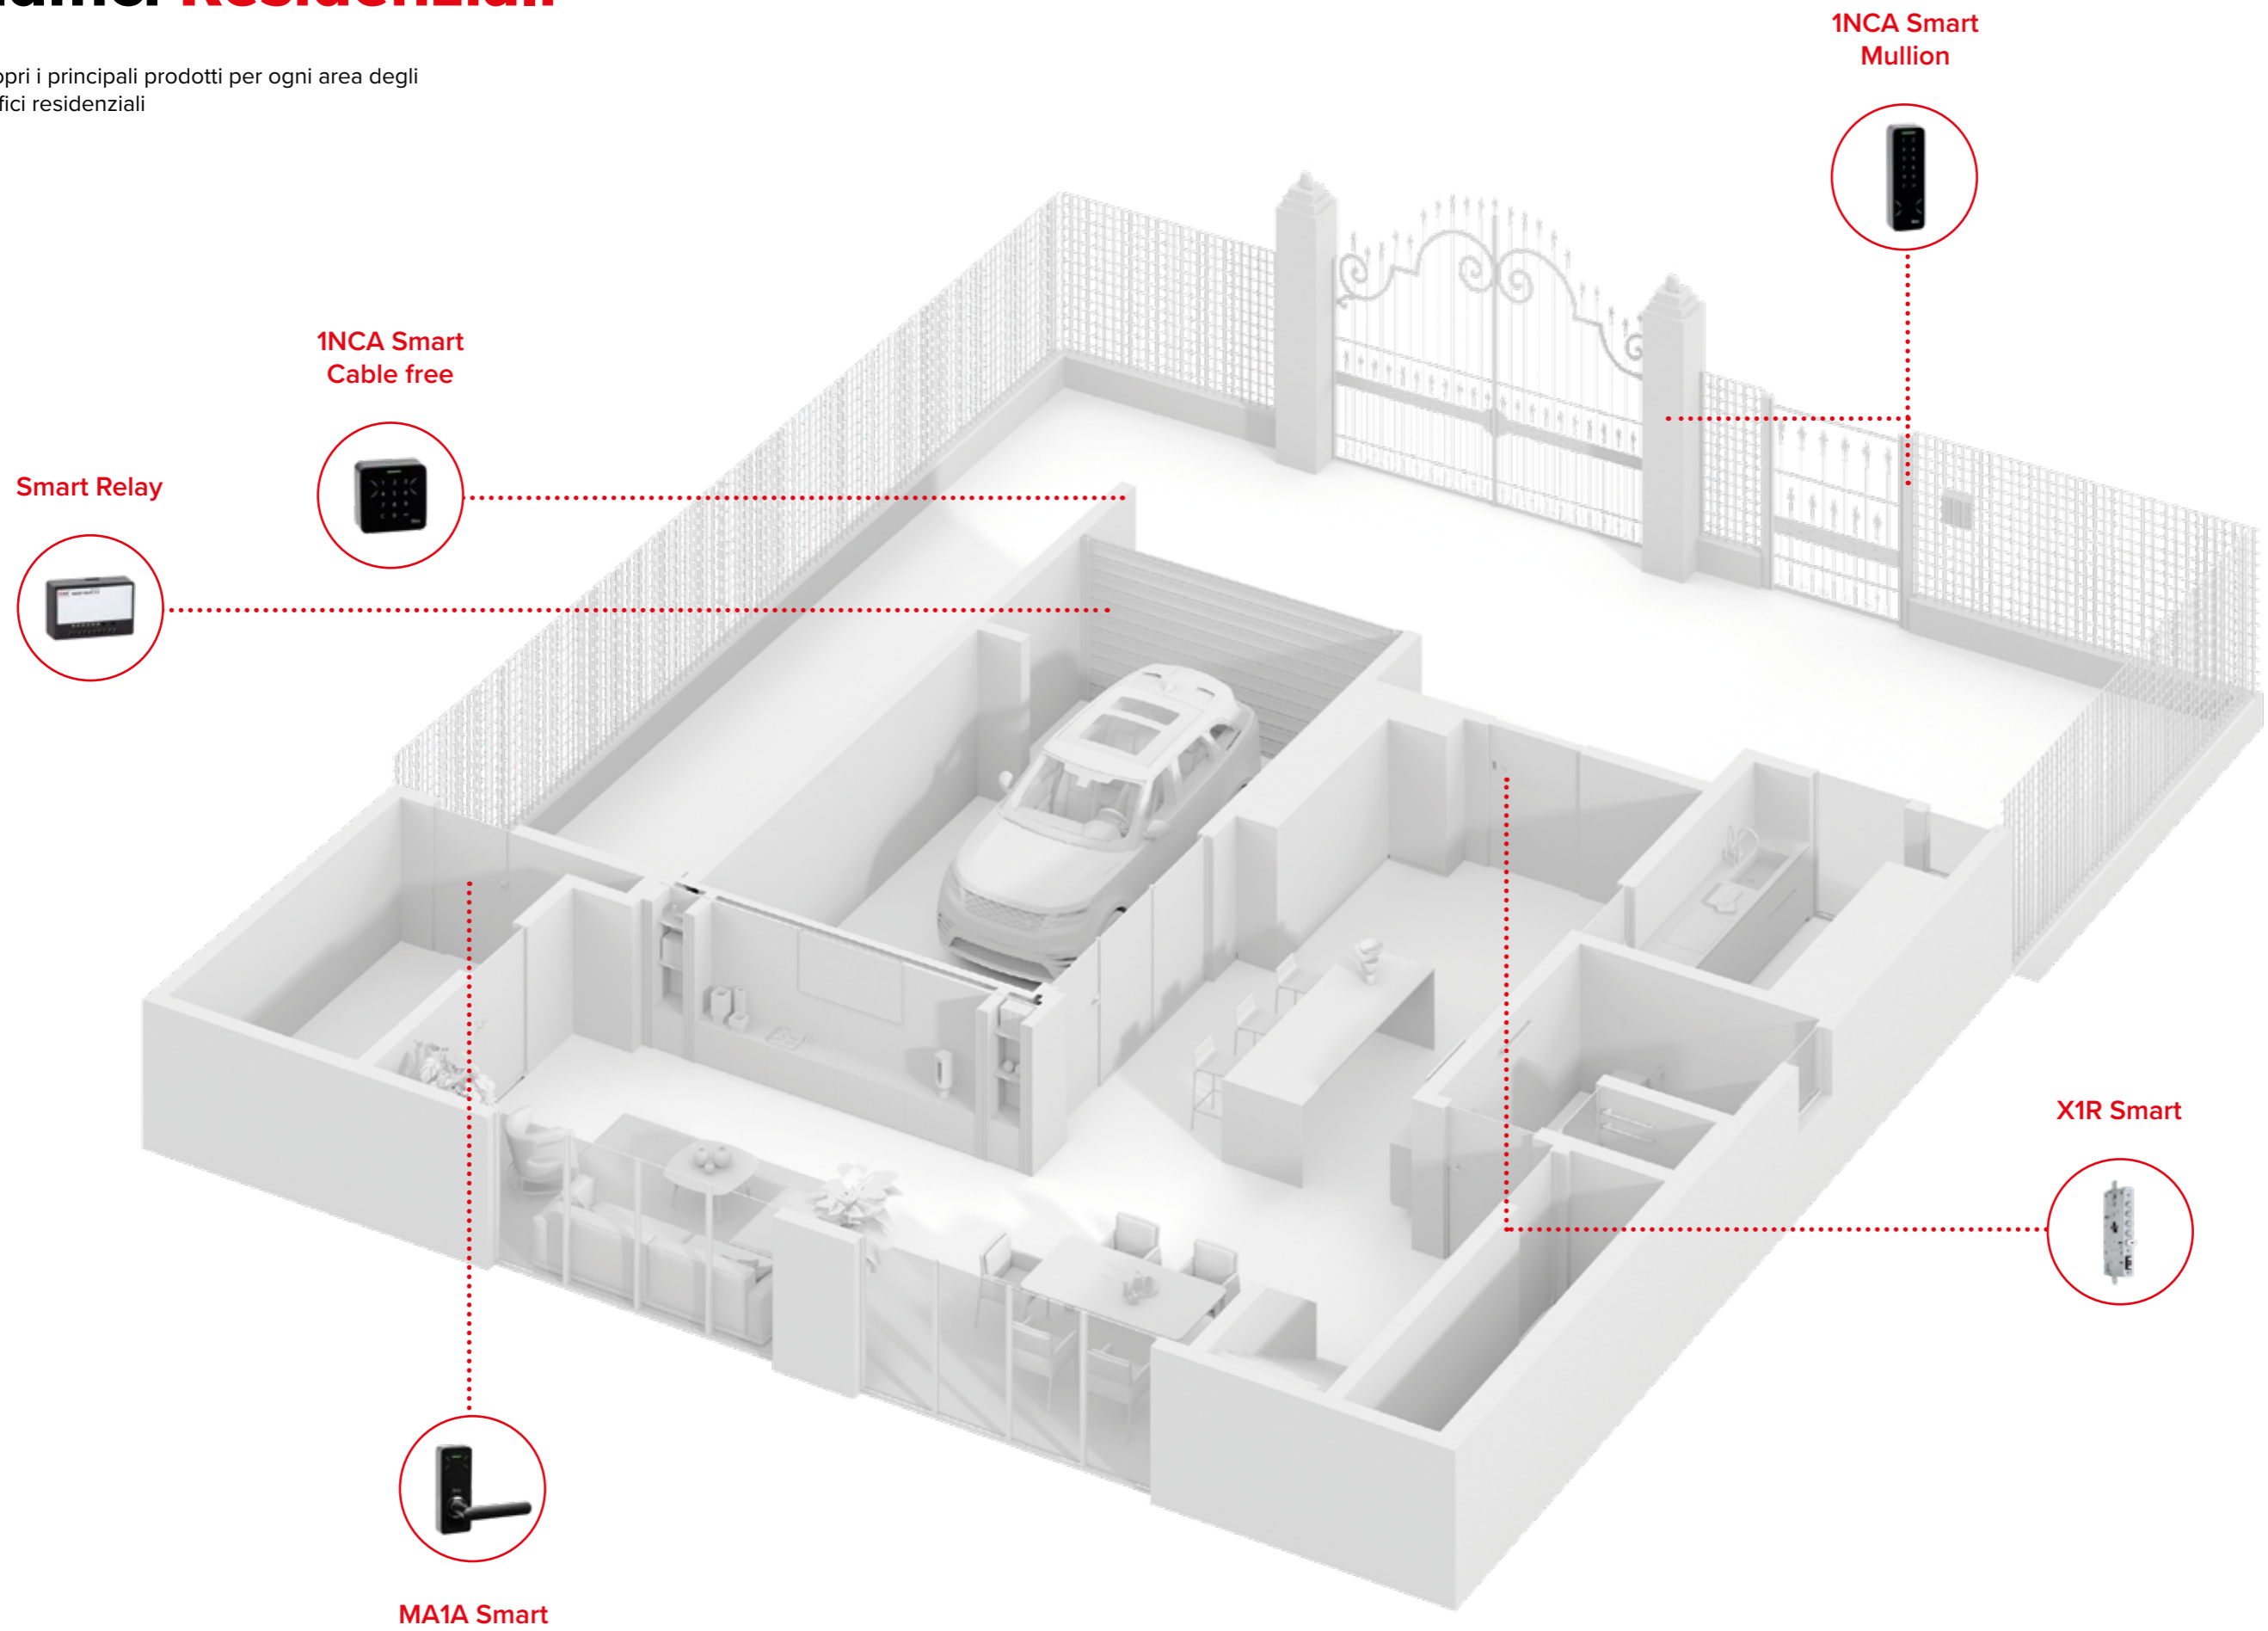 Residenziali
opri i principali prodotti per ogni area degli
fici residenziali
1NCA Smart
Mullion
1NCA Smart
Cable free
Smart Relay
X1R Smart
MA1A Smart